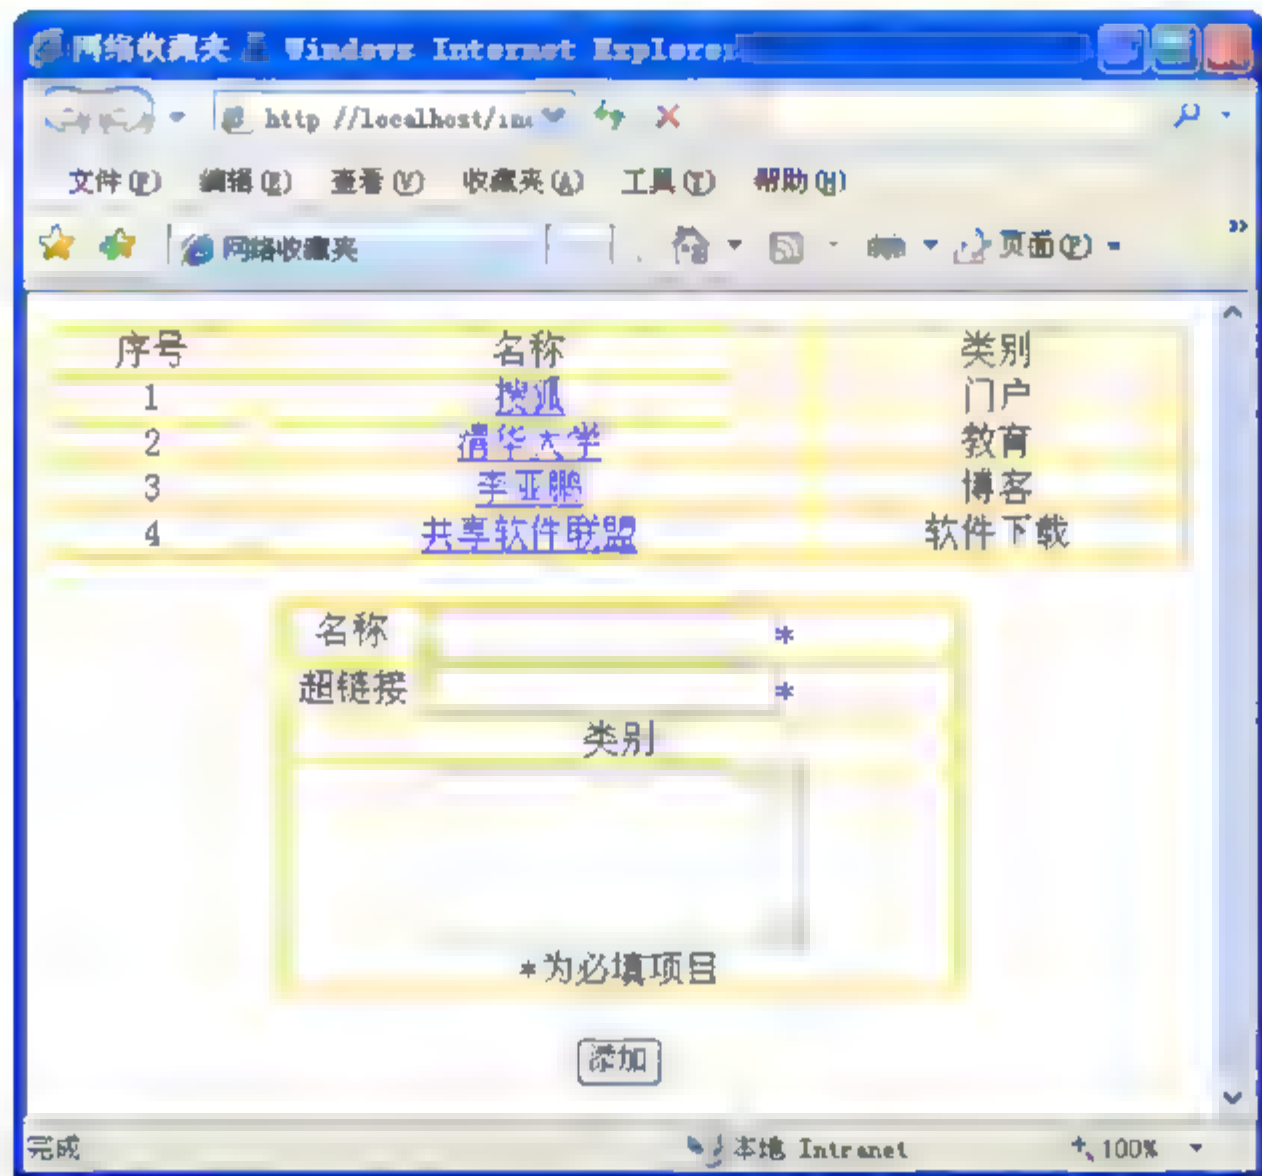 网络收藏夹 - Windows Internet Explorer
http //localhost/in
文件(F) 编辑(E) 查看(V) 收藏夹(A) 工具(T) 帮助(H)
网络收藏夹 页面(P) »
序号 名称 类别
1 搜狐 门户
2 清华大学 教育
3 李亚鹏 博客
4 共享软件联盟 软件下载
名称 *
超链接 *
类别
*为必填项目
添加
完成 本地 Intranet 100%